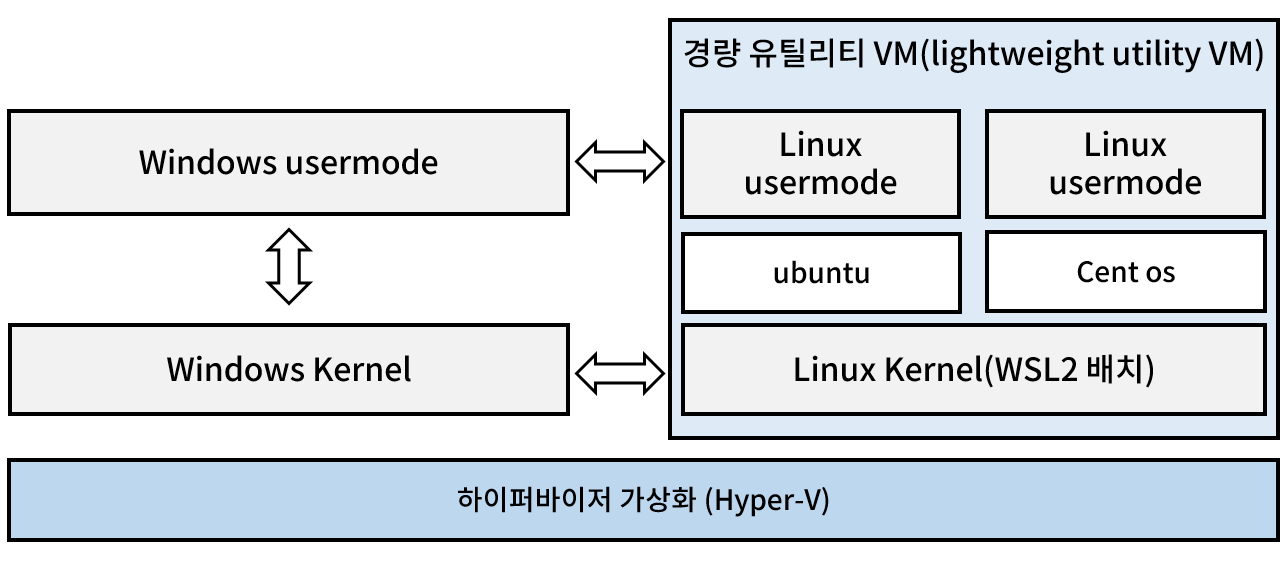 경량 유틸리티 VM(lightweight utility VM)
Windows usermode
Linux
usermode
Linux
usermode
ubuntu
Cent os
Windows Kernel
Linux Kernel(WSL2 배치)
하이퍼바이저 가상화 (Hyper-V)